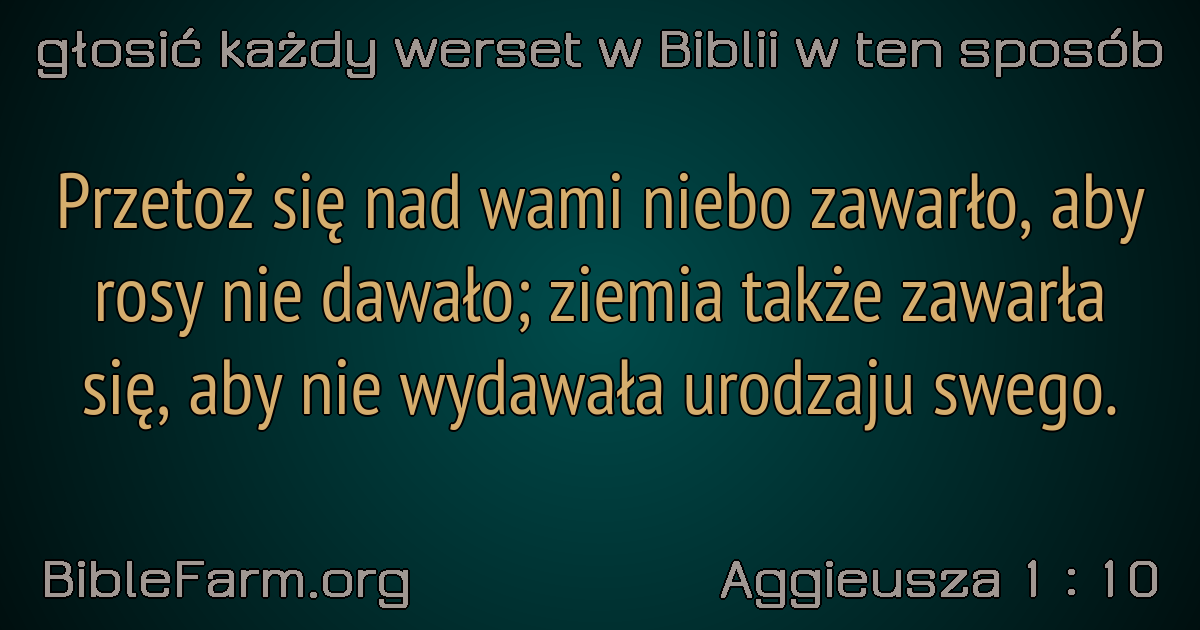 głosić każdy werset w Biblii w ten sposób
Przetoż się nad wami niebo zawarło, aby
rosy nie dawało; ziemia także zawarła
się, aby nie wydawała urodzaju swego.
BibleFarm.org
Aggieusza 1 : 10